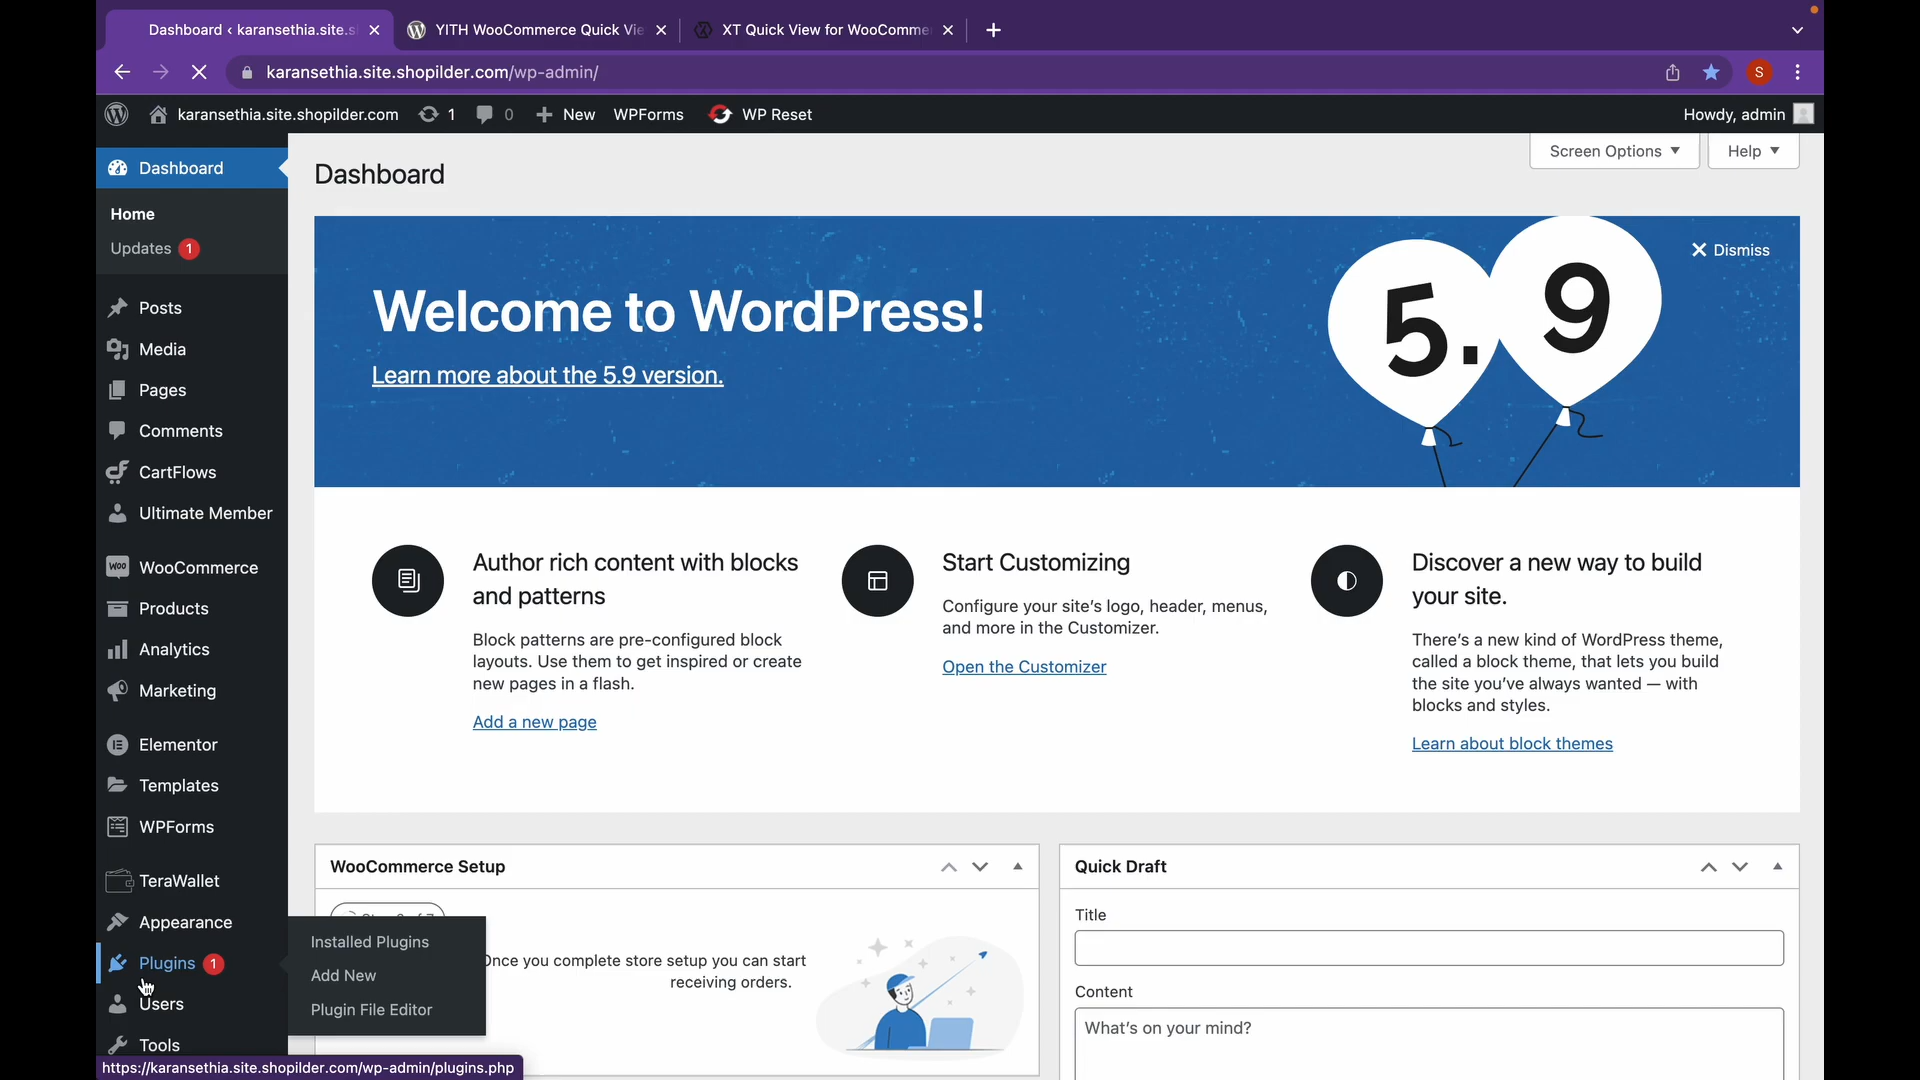 Dashboard ‹ karansethia.site.s
YITH WooCommerce Quick Vie
XT Quick View for WooComme
karansethia.site.shopilder.com/wp-admin/
S
karansethia.site.shopilder.com
1
0
New
WPForms
WP Reset
Howdy, admin
Dashboard
Home
Updates 1
Posts
Media
Pages
Comments
CartFlows
Ultimate Member
WooCommerce
Products
Analytics
Marketing
Elementor
Templates
WPForms
TeraWallet
Appearance
Plugins 1
Users
Tools
Installed Plugins
Add New
Plugin File Editor
https://karansethia.site.shopilder.com/wp-admin/plugins.php
Screen Options
Help
Dashboard
Dismiss
Welcome to WordPress!
Learn more about the 5.9 version.
5.9
Author rich content with blocks
and patterns
Block patterns are pre-configured block
layouts. Use them to get inspired or create
new pages in a flash.
Add a new page
Start Customizing
Configure your site's logo, header, menus,
and more in the Customizer.
Open the Customizer
Discover a new way to build
your site.
There's a new kind of WordPress theme,
called a block theme, that lets you build
the site you've always wanted — with
blocks and styles.
Learn about block themes
WooCommerce Setup
Once you complete store setup you can start
receiving orders.
Quick Draft
Title
Content
What's on your mind?